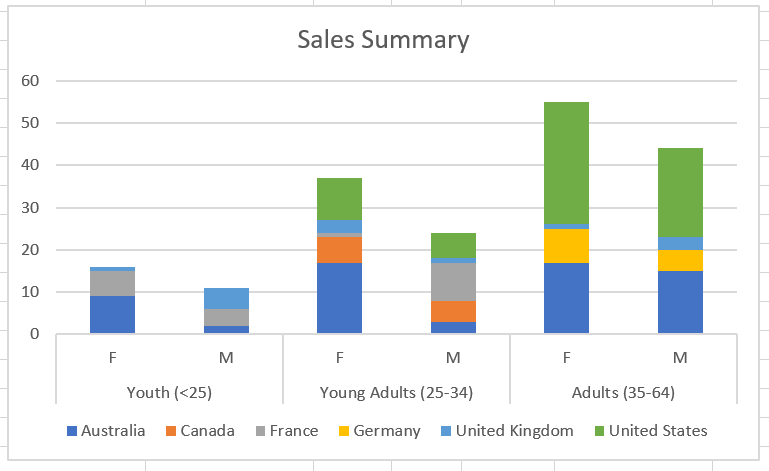 Sales Summary
60
50
40
30
20
10
0
F M F M F M
Youth (<25) Young Adults (25-34) Adults (35-64)
Australia Canada France Germany United Kingdom United States